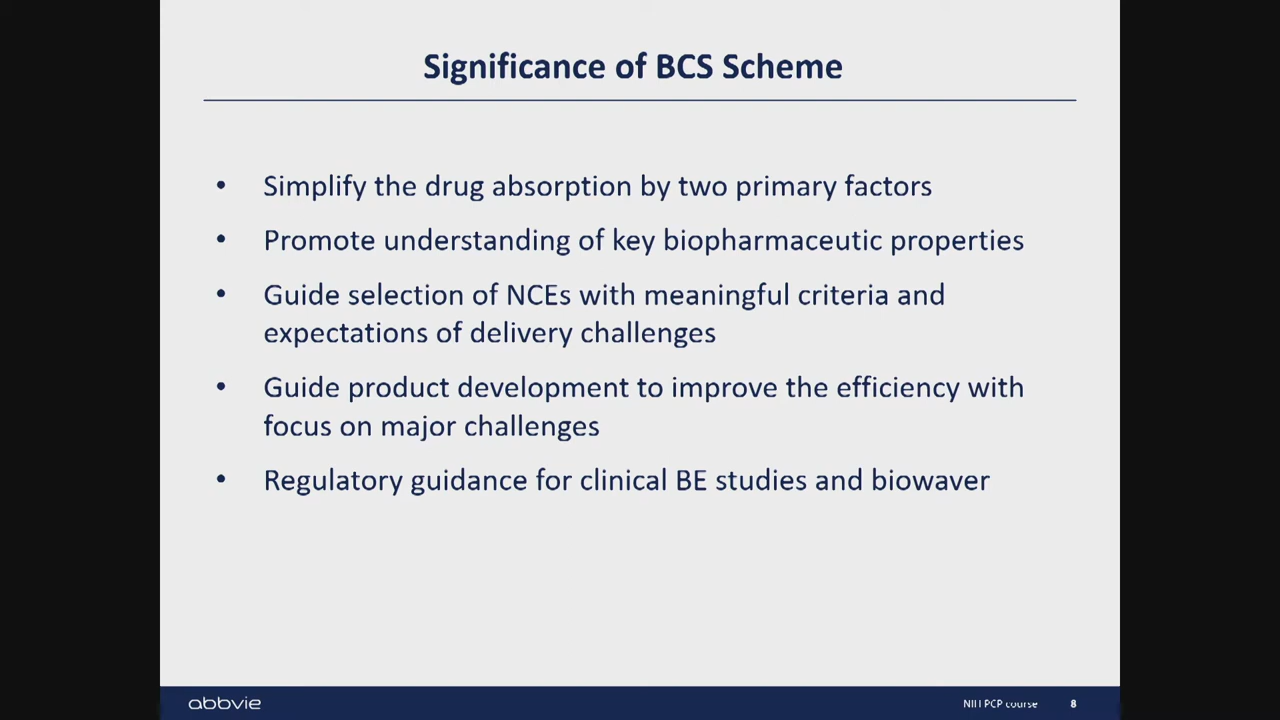 Significance of BCS Scheme
• Simplify the drug absorption by two primary factors
• Promote understanding of key biopharmaceutic properties
• Guide selection of NCEs with meaningful criteria and
expectations of delivery challenges
• Guide product development to improve the efficiency with
focus on major challenges
• Regulatory guidance for clinical BE studies and biowaver
abbvie
NIH PCP course 8